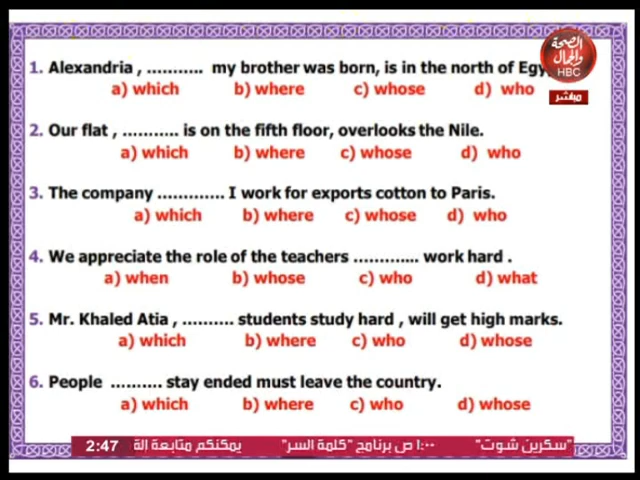 الصحة
والجمال
HBC
مباشر
1. Alexandria , ........... my brother was born, is in the north of Egy
a) which b) where c) whose d) who
2. Our flat , ........... is on the fifth floor, overlooks the Nile.
a) which b) where c) whose d) who
3. The company ............. I work for exports cotton to Paris.
a) which b) where c) whose d) who
4. We appreciate the role of the teachers ............. work hard .
a) when b) whose c) who d) what
5. Mr. Khaled Atia , .......... students study hard , will get high marks.
a) which b) where c) who d) whose
6. People .......... stay ended must leave the country.
a) which b) where c) who d) whose
2:47 "سكرين شوت" ١:٠٠ ص برنامج "كلمة السر" يمكنكم متابعة